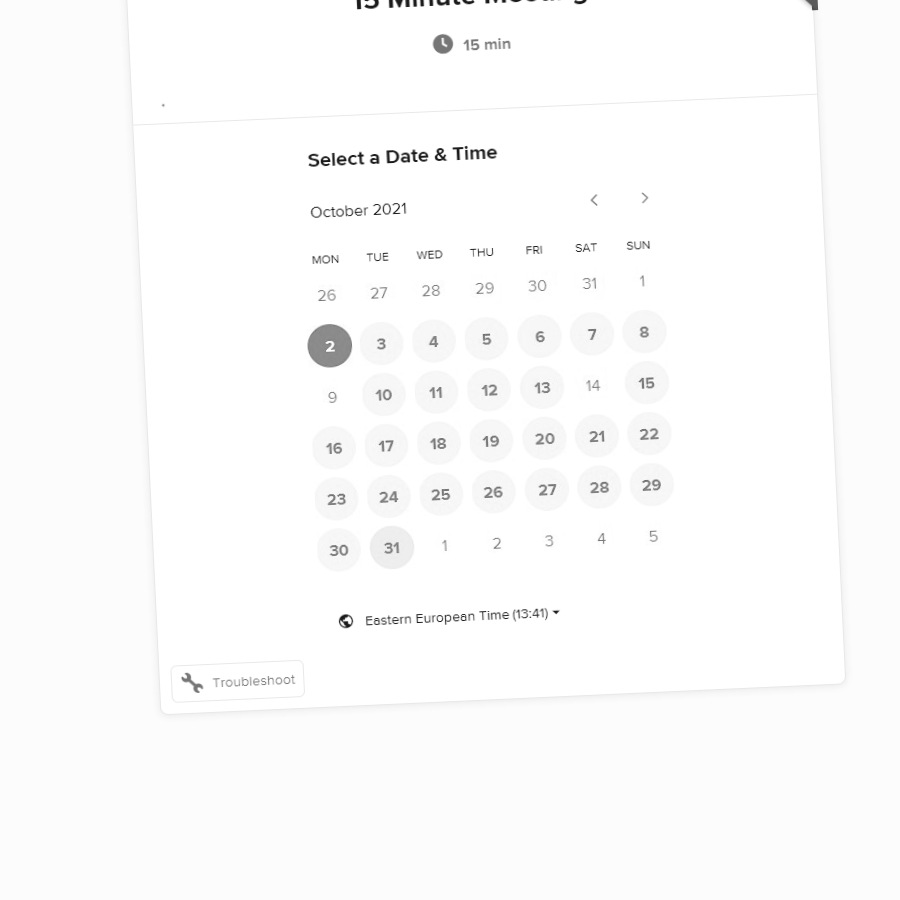 15 Minute Meeting
15 min
Select a Date & Time
October 2021
MON TUE WED THU FRI SAT SUN
26 27 28 29 30 31 1
2 3 4 5 6 7 8
9 10 11 12 13 14 15
16 17 18 19 20 21 22
23 24 25 26 27 28 29
30 31 1 2 3 4 5
Eastern European Time (13:41)
Troubleshoot